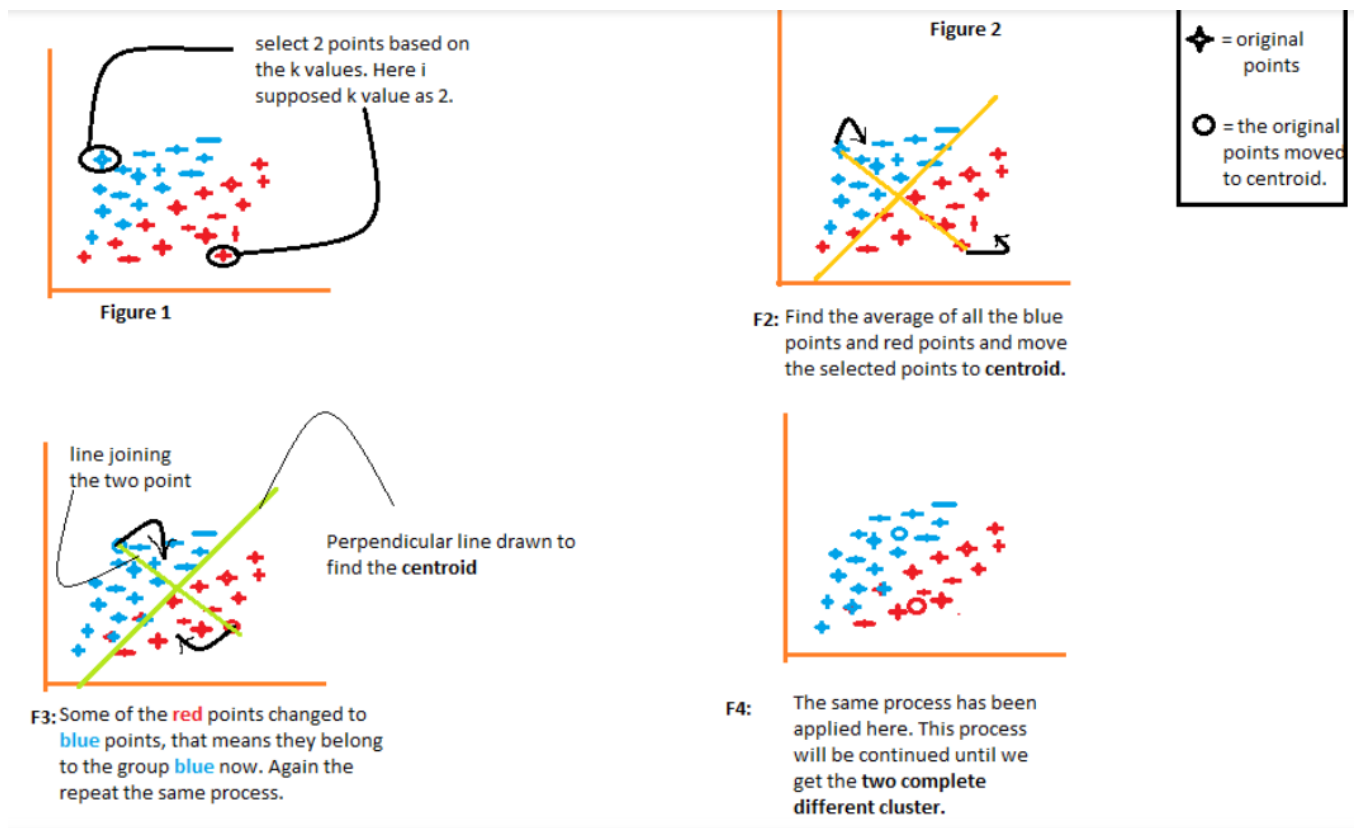 select 2 points based on
the k values. Here i
supposed k value as 2.
Figure 1
Figure 2
= original
points
= the original
points moved
to centroid.
F2: Find the average of all the blue
points and red points and move
the selected points to centroid.
line joining
the two point
Perpendicular line drawn to
find the centroid
F3: Some of the red points changed to
blue points, that means they belong
to the group blue now. Again the
repeat the same process.
F4: The same process has been
applied here. This process
will be continued until we
get the two complete
different cluster.